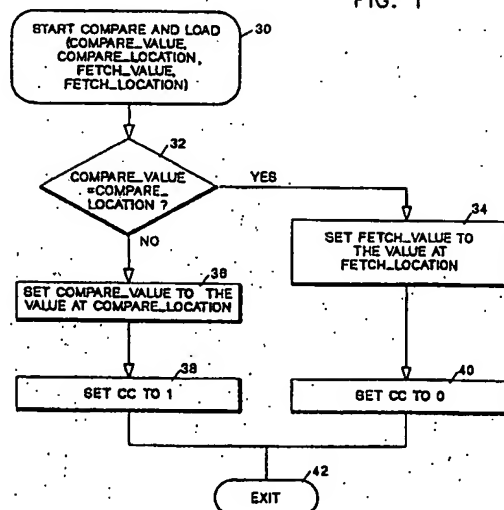 FIG. 1
START COMPARE AND LOAD
(COMPARE_VALUE,
COMPARE_LOCATION,
FETCH_VALUE,
FETCH_LOCATION)
30
32
COMPARE_VALUE
=COMPARE_
LOCATION ?
YES
NO
34
SET FETCH_VALUE TO
THE VALUE AT
FETCH_LOCATION
38
SET COMPARE_VALUE TO THE
VALUE AT COMPARE_LOCATION
38
SET CC TO 1
40
SET CC TO 0
42
EXIT